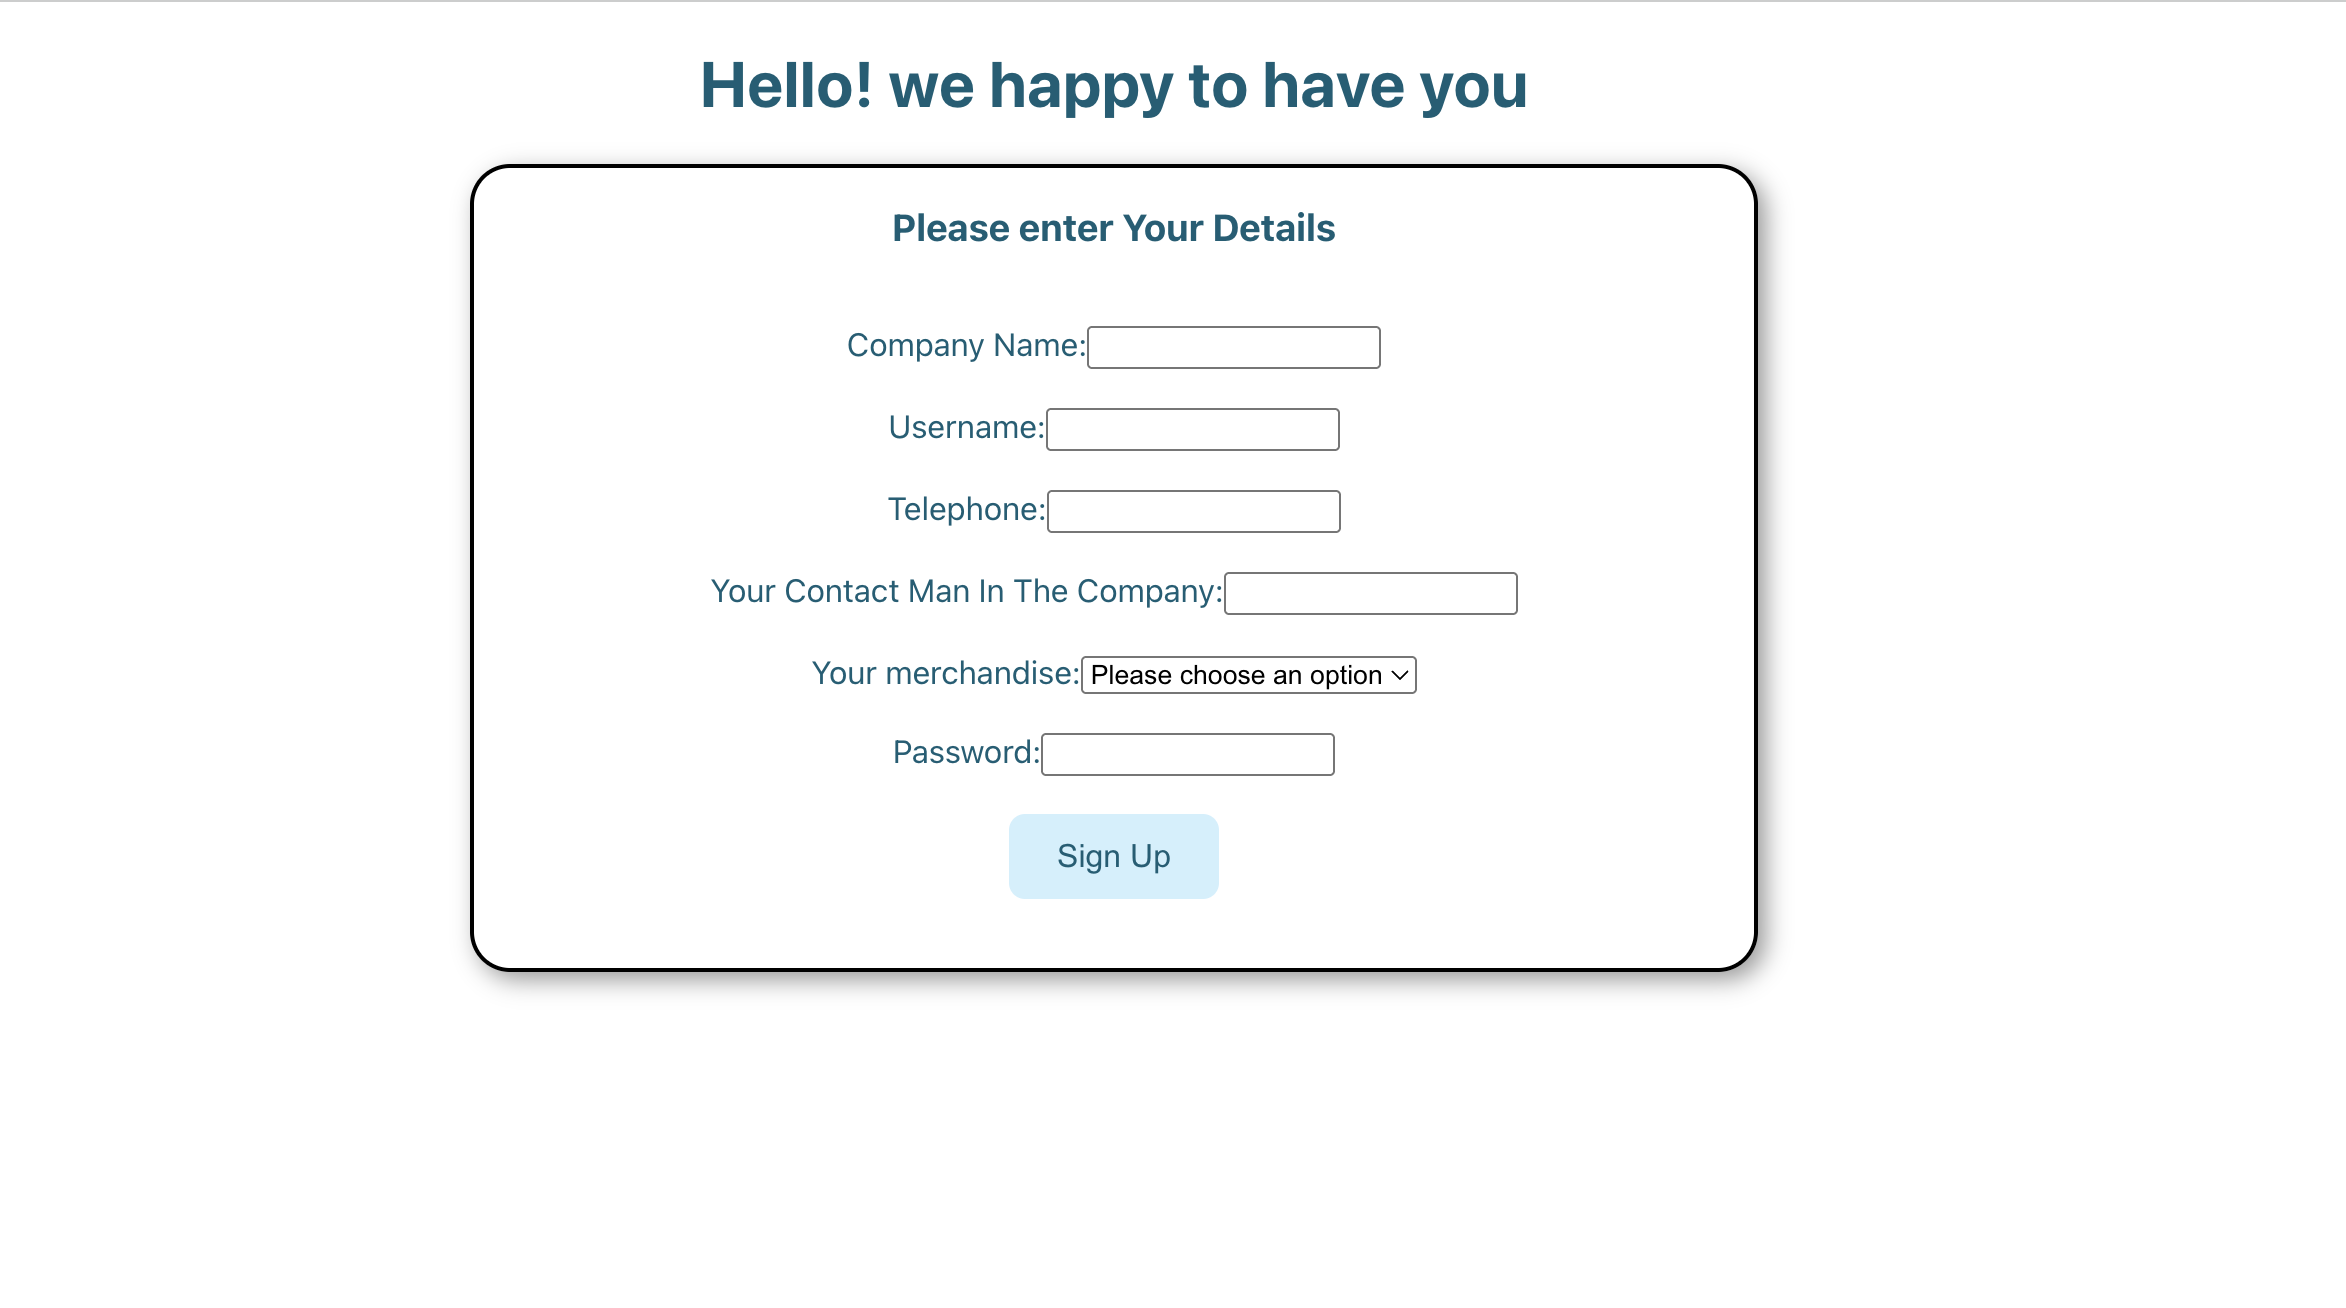 Hello! we happy to have you
Please enter Your Details
Company Name:
Username:
Telephone:
Your Contact Man In The Company:
Your merchandise: Please choose an option
Password:
Sign Up